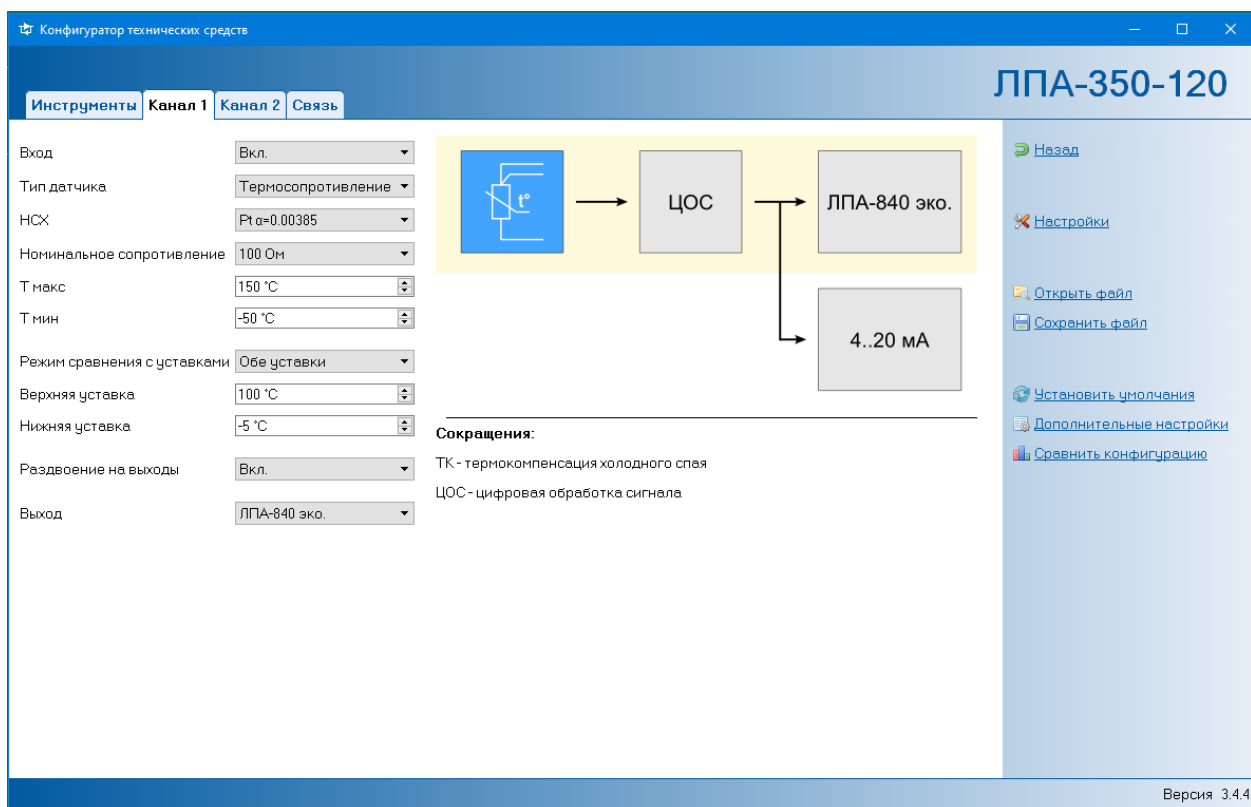 Конфигуратор технических средств
ЛПА-350-120
Инструменты Канал 1 Канал 2 Связь
Вход Вкл.
Тип датчика Термосопротивление
НСХ Pt α=0.00385
Номинальное сопротивление 100 Ом
Т макс 150 °C
Т мин -50 °C
Режим сравнения с уставками Обе уставки
Верхняя уставка 100 °C
Нижняя уставка -5 °C
Раздвоение на выходы Вкл.
Выход ЛПА-840 эко.
t° ЦОС ЛПА-840 эко.
4..20 мА
Сокращения:
ТК - термокомпенсация холодного спая
ЦОС - цифровая обработка сигнала
Назад
Настройки
Открыть файл
Сохранить файл
Установить умолчания
Дополнительные настройки
Сравнить конфигурацию
Версия 3.4.4